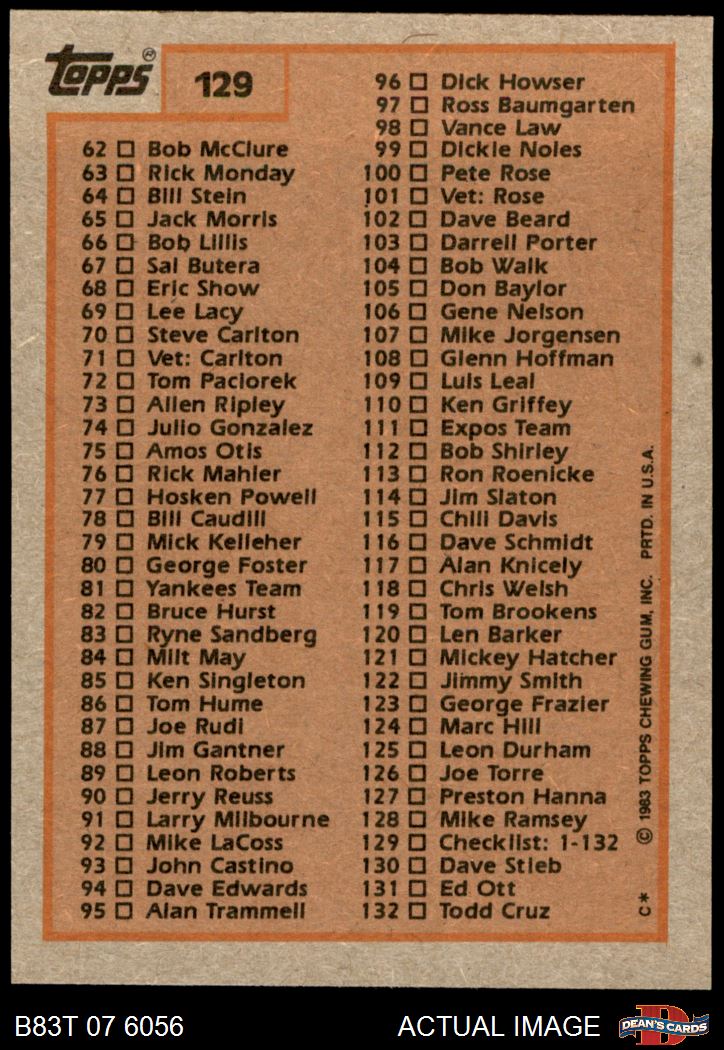 Topps®
129
62 Bob McClure
63 Rick Monday
64 Bill Stein
65 Jack Morris
66 Bob Lillis
67 Sal Butera
68 Eric Show
69 Lee Lacy
70 Steve Carlton
71 Vet: Carlton
72 Tom Paciorek
73 Allen Ripley
74 Julio Gonzalez
75 Amos Otis
76 Rick Mahler
77 Hosken Powell
78 Bill Caudill
79 Mick Kelleher
80 George Foster
81 Yankees Team
82 Bruce Hurst
83 Ryne Sandberg
84 Milt May
85 Ken Singleton
86 Tom Hume
87 Joe Rudi
88 Jim Gantner
89 Leon Roberts
90 Jerry Reuss
91 Larry Milbourne
92 Mike LaCoss
93 John Castino
94 Dave Edwards
95 Alan Trammell
96 Dick Howser
97 Ross Baumgarten
98 Vance Law
99 Dickie Noles
100 Pete Rose
101 Vet: Rose
102 Dave Beard
103 Darrell Porter
104 Bob Walk
105 Don Baylor
106 Gene Nelson
107 Mike Jorgensen
108 Glenn Hoffman
109 Luis Leal
110 Ken Griffey
111 Expos Team
112 Bob Shirley
113 Ron Roenicke
114 Jim Slaton
115 Chili Davis
116 Dave Schmidt
117 Alan Knicely
118 Chris Welsh
119 Tom Brookens
120 Len Barker
121 Mickey Hatcher
122 Jimmy Smith
123 George Frazier
124 Marc Hill
125 Leon Durham
126 Joe Torre
127 Preston Hanna
128 Mike Ramsey
129 Checklist: 1-132
130 Dave Stieb
131 Ed Ott
132 Todd Cruz
C* © 1983 TOPPS CHEWING GUM, INC. PRTD. IN U.S.A.
B83T 07 6056
ACTUAL IMAGE
D
DEAN'S CARDS